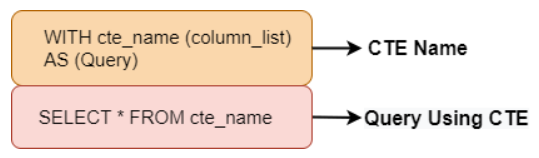 WITH cte_name (column_list)
AS (Query)
CTE Name
SELECT * FROM cte_name
Query Using CTE